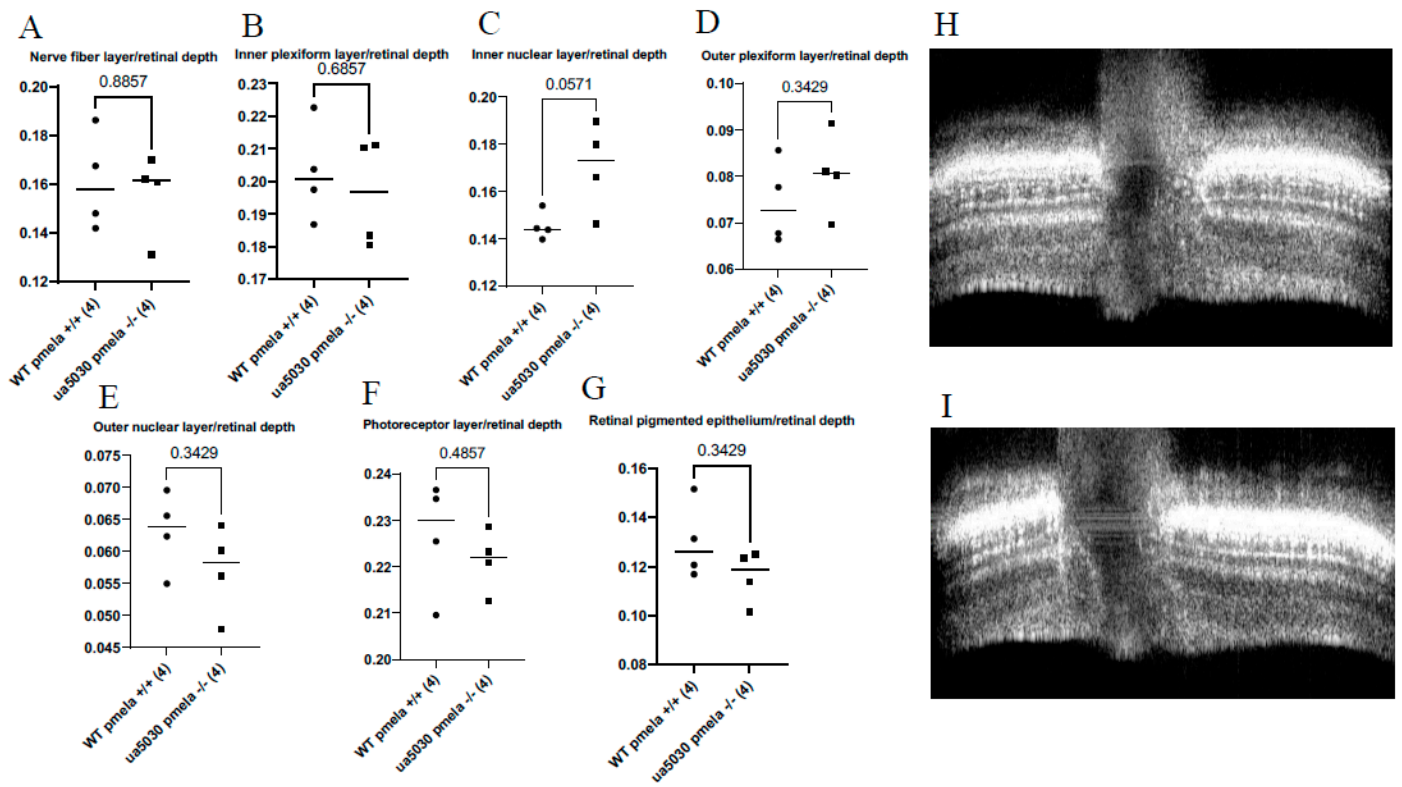 A
Nerve fiber layer/retinal depth
0.8857
0.20
0.18
0.16
0.14
0.12
WT pmela +/+ (4)
ua5030 pmela -/- (4)
B
Inner plexiform layer/retinal depth
0.6857
0.23
0.22
0.21
0.20
0.19
0.18
0.17
WT pmela +/+ (4)
ua5030 pmela -/- (4)
C
Inner nuclear layer/retinal depth
0.0571
0.20
0.18
0.16
0.14
0.12
WT pmela +/+ (4)
ua5030 pmela -/- (4)
D
Outer plexiform layer/retinal depth
0.3429
0.10
0.09
0.08
0.07
0.06
WT pmela +/+ (4)
ua5030 pmela -/- (4)
H
E
Outer nuclear layer/retinal depth
0.3429
0.075
0.070
0.065
0.060
0.055
0.050
0.045
WT pmela +/+ (4)
ua5030 pmela -/- (4)
F
Photoreceptor layer/retinal depth
0.4857
0.24
0.23
0.22
0.21
0.20
WT pmela +/+ (4)
ua5030 pmela -/- (4)
G
Retinal pigmented epithelium/retinal depth
0.3429
0.16
0.14
0.12
0.10
0.08
WT pmela +/+ (4)
ua5030 pmela -/- (4)
I